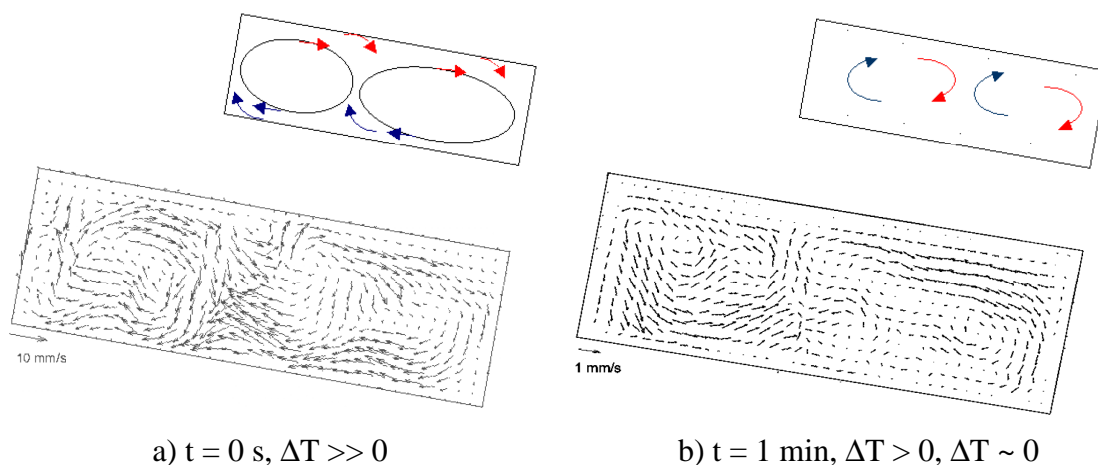 10 mm/s
1 mm/s
a) t = 0 s, ΔT >> 0
b) t = 1 min, ΔT > 0, ΔT ~ 0